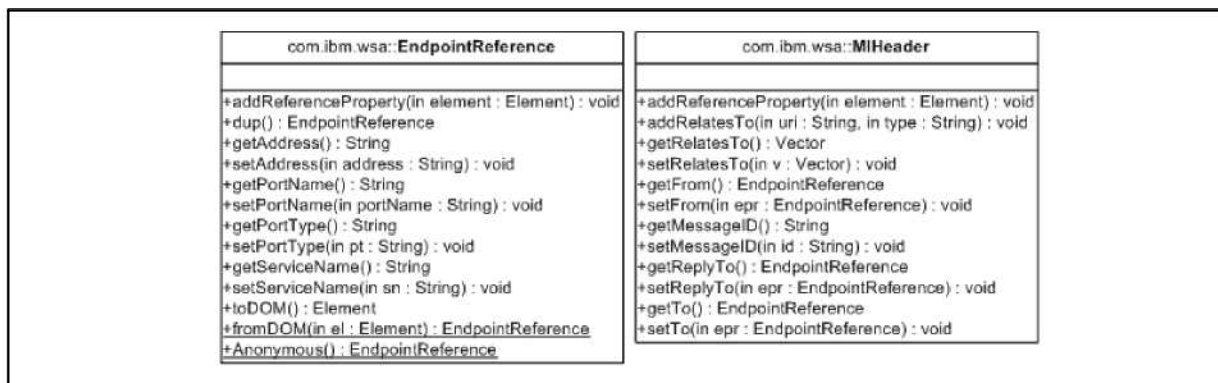 com.ibm.wsa::EndpointReference
+addReferenceProperty(in element : Element) : void
+dup() : EndpointReference
+getAddress() : String
+setAddress(in address : String) : void
+getPortName() : String
+setPortName(in portName : String) : void
+getPortType() : String
+setPortType(in pt : String) : void
+getServiceName() : String
+setServiceName(in sn : String) : void
+toDOM() : Element
+fromDOM(in el : Element) : EndpointReference
+Anonymous() : EndpointReference
com.ibm.wsa::MIHeader
+addReferenceProperty(in element : Element) : void
+addRelatesTo(in uri : String, in type : String) : void
+getRelatesTo() : Vector
+setRelatesTo(in v : Vector) : void
+getFrom() : EndpointReference
+setFrom(in epr : EndpointReference) : void
+getMessageID() : String
+setMessageID(in id : String) : void
+getReplyTo() : EndpointReference
+setReplyTo(in epr : EndpointReference) : void
+getTo() : EndpointReference
+setTo(in epr : EndpointReference) : void